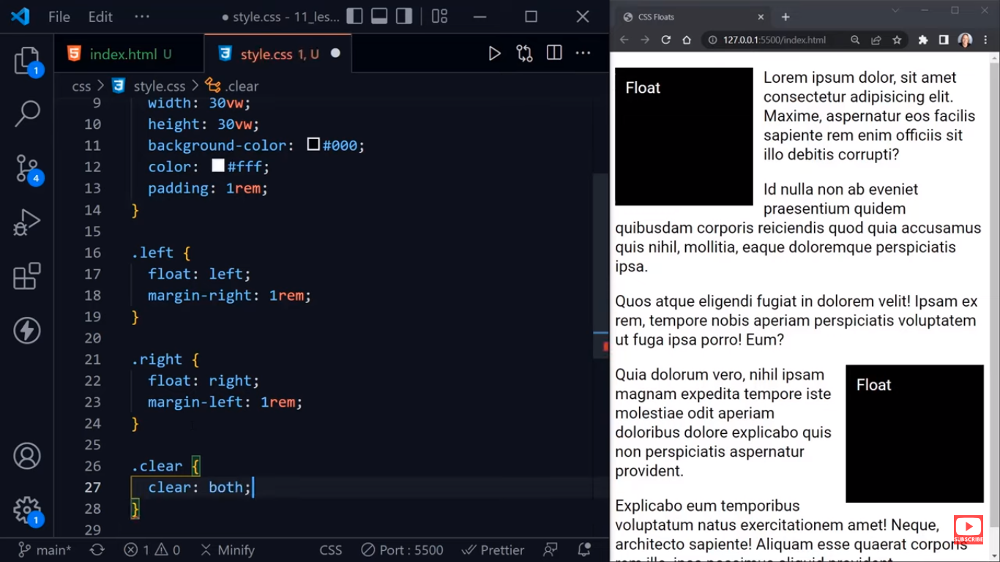 File Edit ··· style.css - 11_les...
index.html U
style.css 1, U
css > style.css > .clear
9 width: 30vw;
10 height: 30vw;
11 background-color: #000;
12 color: #fff;
13 padding: 1rem;
14 }
15
16 .left {
17 float: left;
18 margin-right: 1rem;
19 }
20
21 .right {
22 float: right;
23 margin-left: 1rem;
24 }
25
26 .clear {
27 clear: both;
28 }
29
1
4
1
main* 1 0 Minify CSS Port : 5500 Prettier
CSS Floats
127.0.0.1:5500/index.html
Float
Lorem ipsum dolor, sit amet
consectetur adipisicing elit.
Maxime, aspernatur eos facilis
sapiente rem enim officiis sit
illo debitis corrupti?
Id nulla non ab eveniet
praesentium quidem
quibusdam corporis reiciendis quod quia accusamus
quis nihil, mollitia, eaque doloremque perspiciatis
ipsa.
Quos atque eligendi fugiat in dolorem velit! Ipsam ex
rem, tempore nobis aperiam perspiciatis voluptatem
ut fuga ipsa porro! Eum?
Quia dolorum vero, nihil ipsam
magnam expedita tempore iste
molestiae odit aperiam
doloribus dolore explicabo quis
non perspiciatis aspernatur
provident.
Float
Explicabo eum temporibus
voluptatum natus exercitationem amet! Neque,
architecto sapiente! Aliquam esse quaerat corporis
SUBSCRIBE